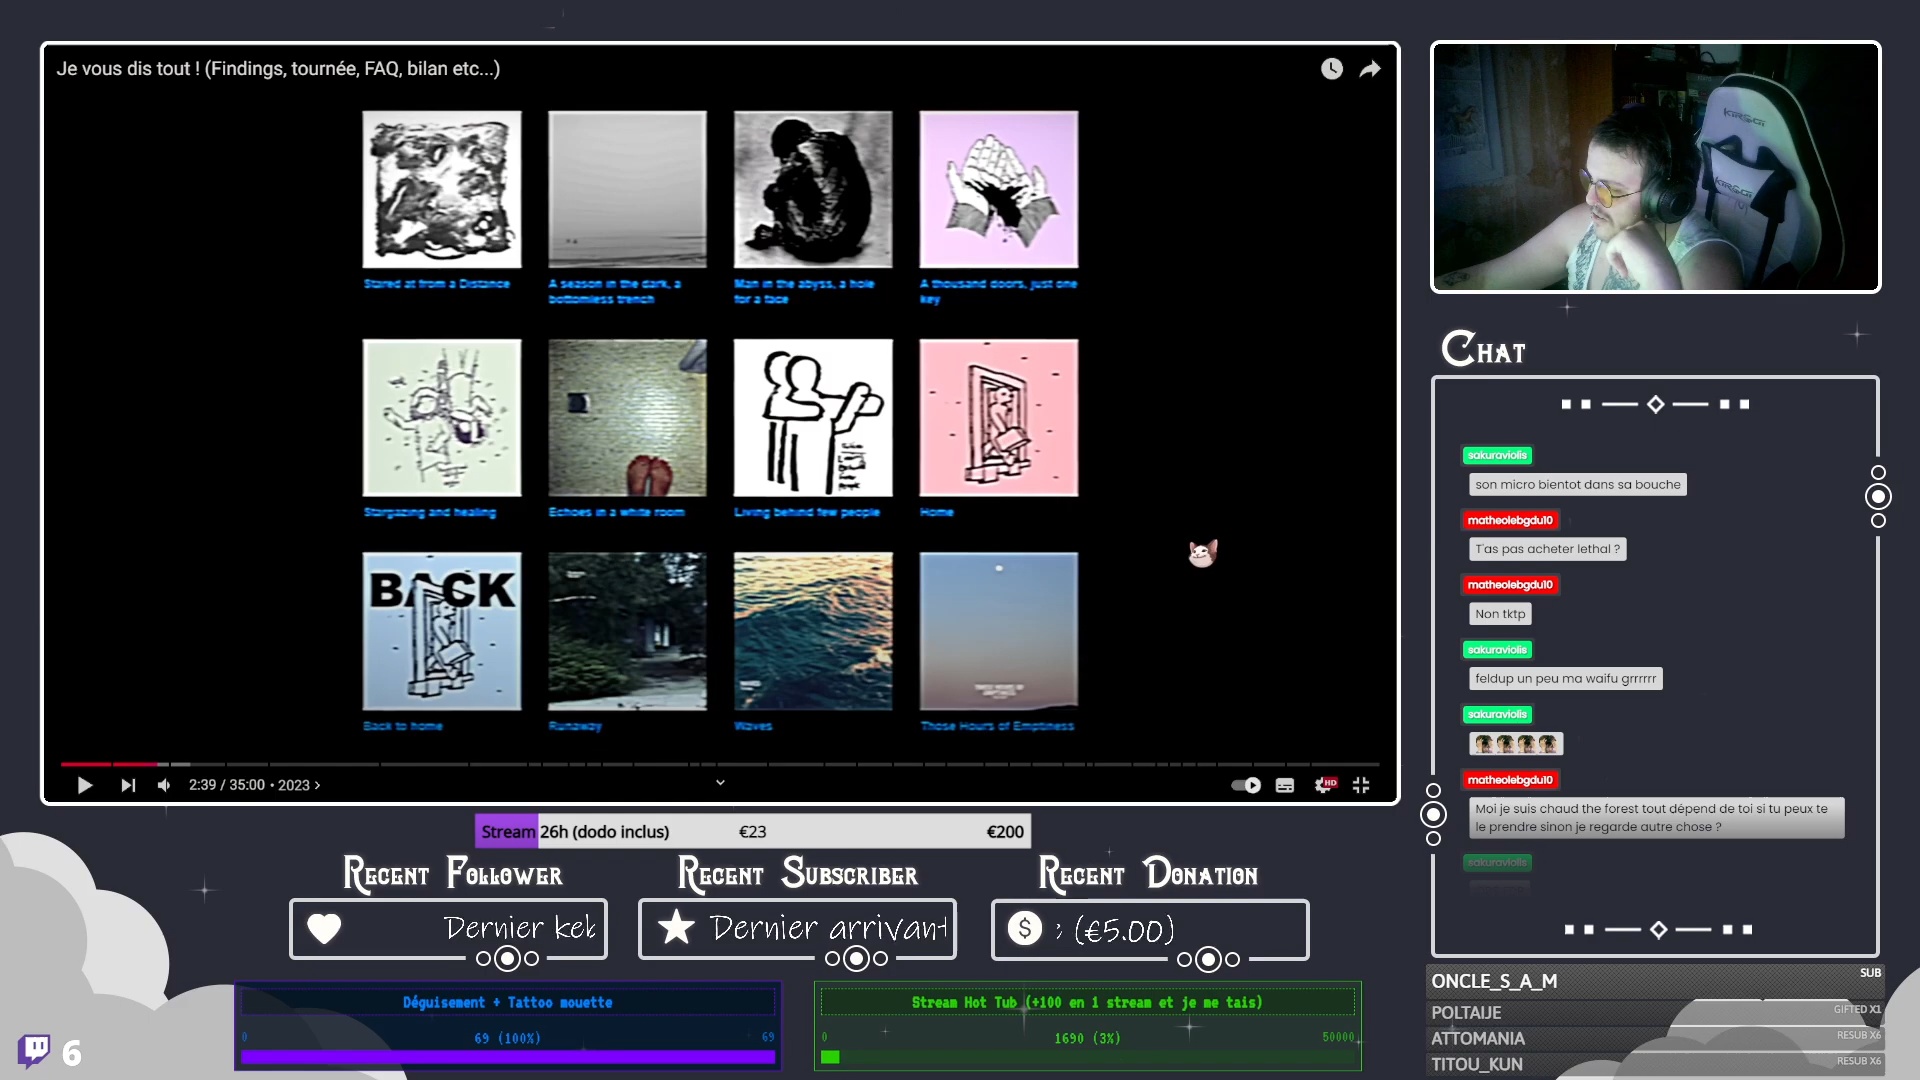 Je vous dis tout ! (Findings, tournée, FAQ, bilan etc...)
Stared at from a Distance
A season in the dark, a
bottomless trench
Man in the abyss, a hole
for a face
A thousand doors, just one
key
Stargazing and healing
Echoes in a white room
Living behind few people
Home
BACK
Back to home
Runaway
Waves
Those Hours of Emptiness
2:39 / 35:00 • 2023 >
HD
Stream 26h (dodo inclus) €23 €200
Recent Follower
Dernier kek
Recent Subscriber
Dernier arrivant
Recent Donation
$ : (€5.00)
Déguisement + Tattoo mouette
0 69 (100%) 69
Stream Hot Tub (+100 en 1 stream et je me tais)
0 1690 (3%) 50000
6
KRSGT
KRSGT
Chat
sakuraviolis
son micro bientot dans sa bouche
matheolebgdu10
T'as pas acheter lethal ?
matheolebgdu10
Non tktp
sakuraviolis
feldup un peu ma waifu grrrrrr
sakuraviolis
matheolebgdu10
Moi je suis chaud the forest tout dépend de toi si tu peux te
le prendre sinon je regarde autre chose ?
sakuraviolis
ONCLE_S_A_M SUB
POLTAIJE GIFTED X1
ATTOMANIA RESUB X6
TITOU_KUN RESUB X6